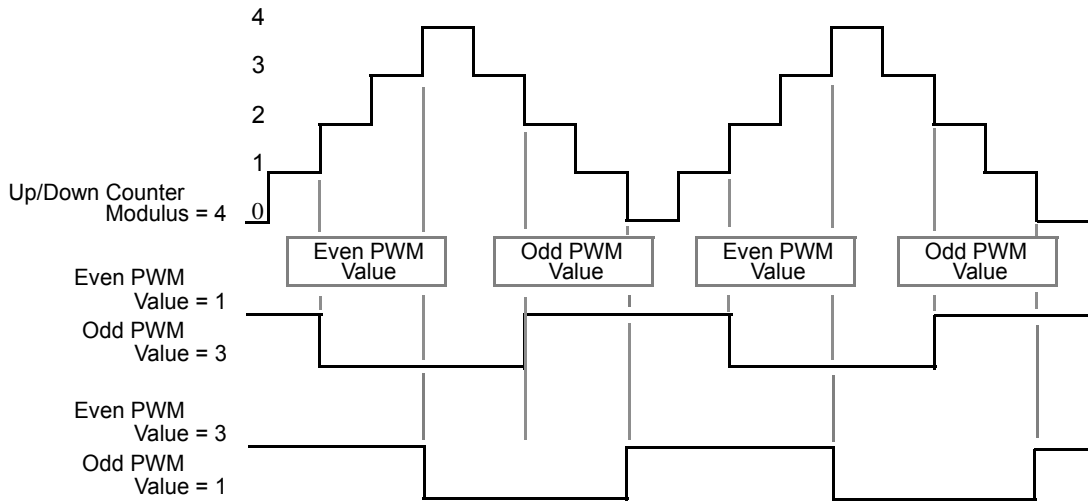 4
3
2
1
Up/Down Counter
Modulus = 4
0
Even PWM
Value
Odd PWM
Value
Even PWM
Value
Odd PWM
Value
Even PWM
Value = 1
Odd PWM
Value = 3
Even PWM
Value = 3
Odd PWM
Value = 1